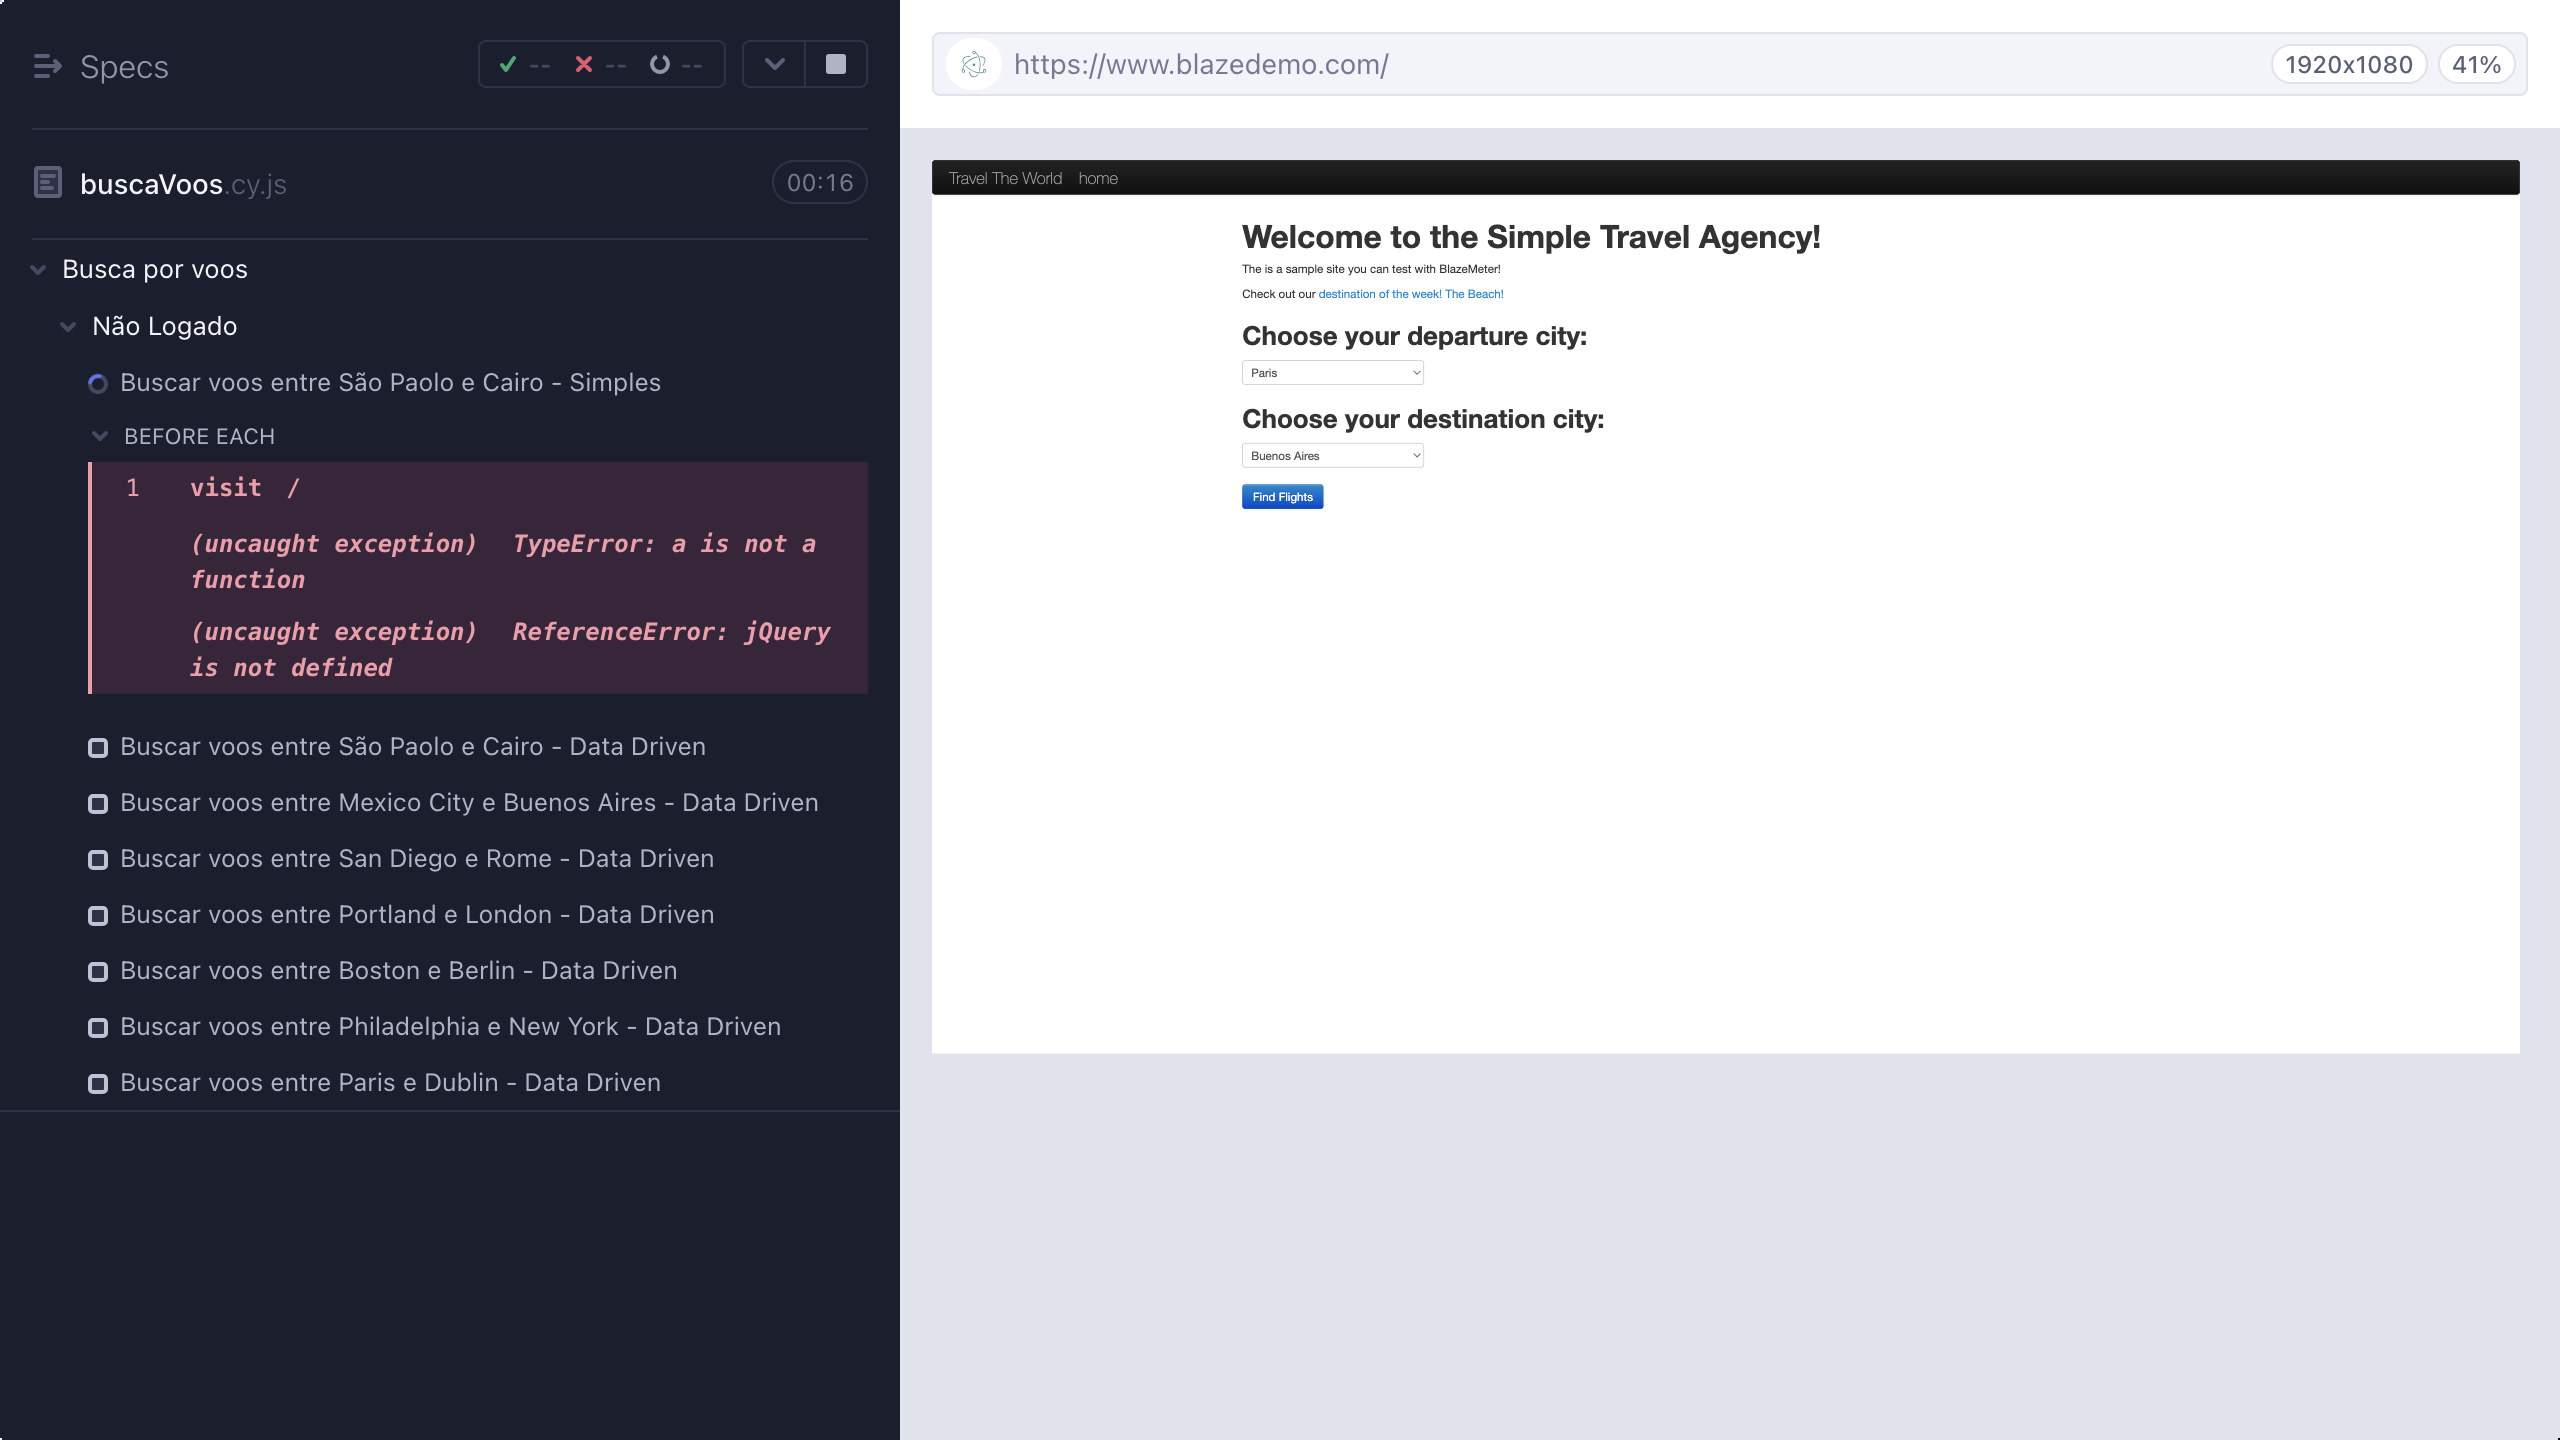 Specs
-- -- --
buscaVoos.cy.js
00:16
Busca por voos
Não Logado
Buscar voos entre São Paolo e Cairo - Simples
BEFORE EACH
1 visit /
(uncaught exception) TypeError: a is not a
function
(uncaught exception) ReferenceError: jQuery
is not defined
Buscar voos entre São Paolo e Cairo - Data Driven
Buscar voos entre Mexico City e Buenos Aires - Data Driven
Buscar voos entre San Diego e Rome - Data Driven
Buscar voos entre Portland e London - Data Driven
Buscar voos entre Boston e Berlin - Data Driven
Buscar voos entre Philadelphia e New York - Data Driven
Buscar voos entre Paris e Dublin - Data Driven
https://www.blazedemo.com/
1920x1080
41%
Travel The World home
Welcome to the Simple Travel Agency!
The is a sample site you can test with BlazeMeter!
Check out our destination of the week! The Beach!
Choose your departure city:
Paris
Choose your destination city:
Buenos Aires
Find Flights